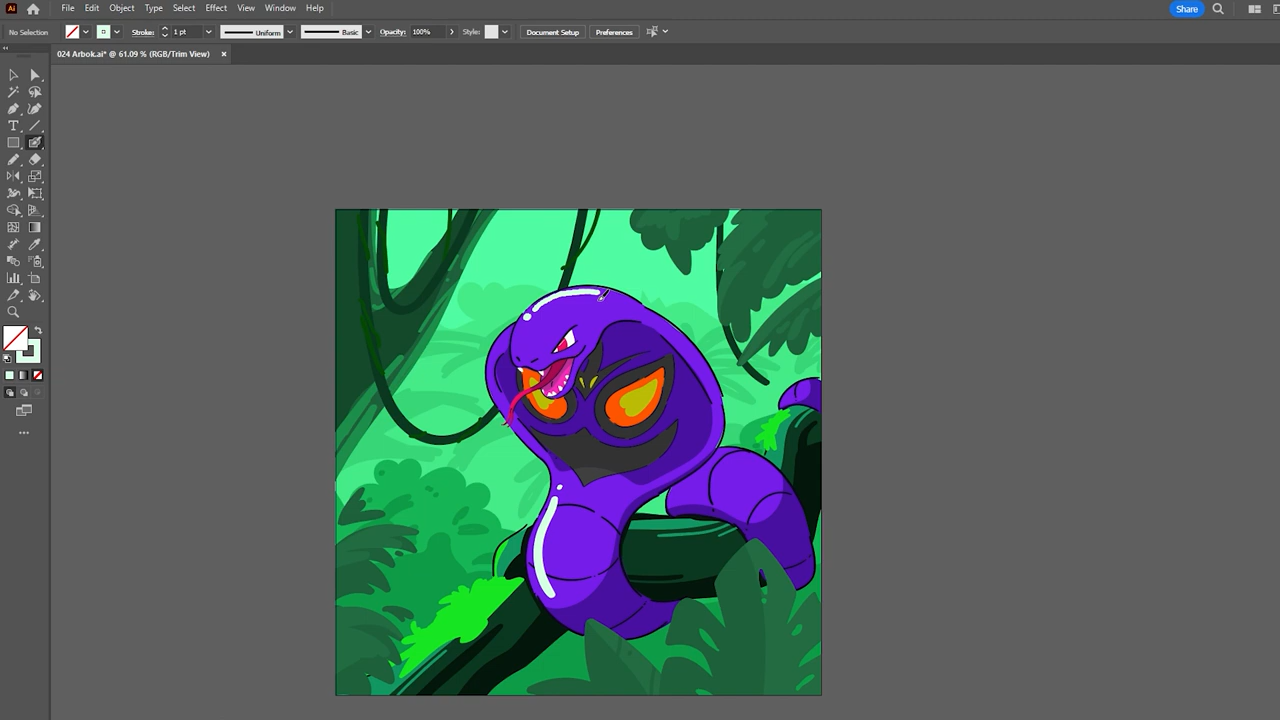 Ai File Edit Object Type Select Effect View Window Help Share
No Selection Stroke: 1 pt Uniform Basic Opacity: 100% Style: Document Setup Preferences
024 Arbok.ai* @ 61.09 % (RGB/Trim View) ×
T